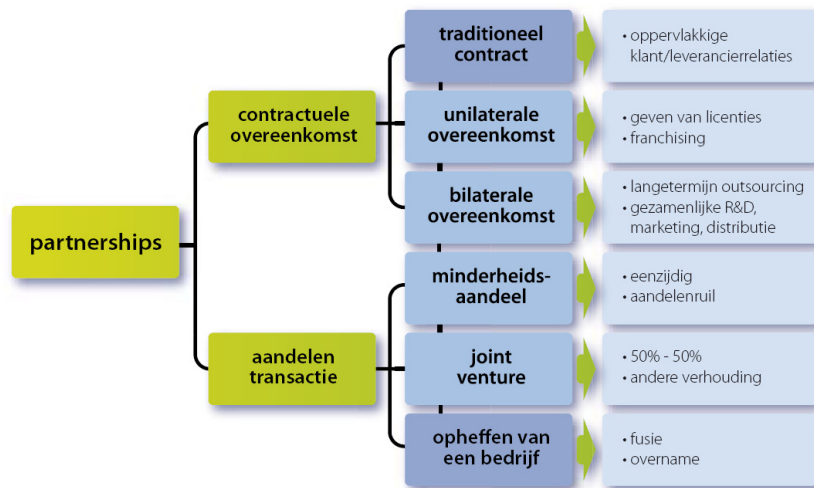 partnerships
contractuele
overeenkomst
traditioneel
contract
• oppervlakkige
klant/leverancierrelaties
unilaterale
overeenkomst
• geven van licenties
• franchising
bilaterale
overeenkomst
• langetermijn outsourcing
• gezamenlijke R&D,
marketing, distributie
aandelen
transactie
minderheids-
aandeel
• eenzijdig
• aandelenruil
joint
venture
• 50% - 50%
• andere verhouding
opheffen van
een bedrijf
• fusie
• overname